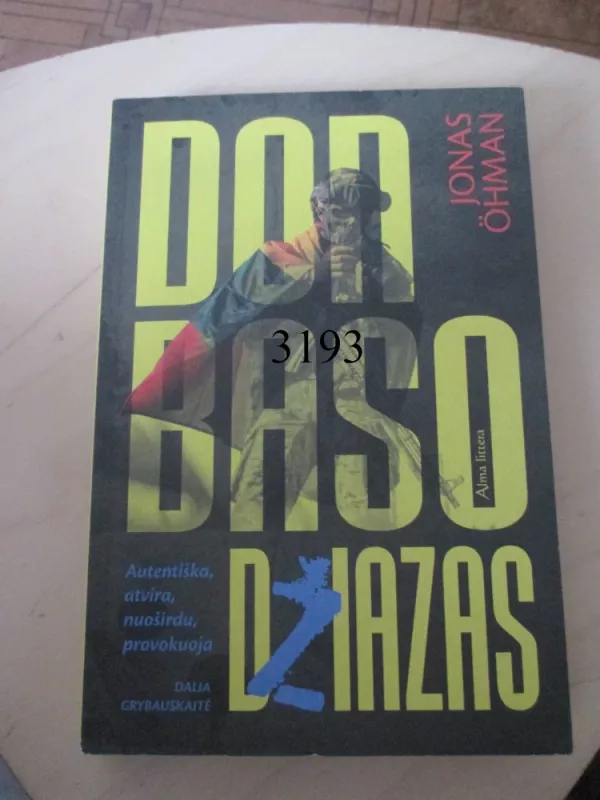 DON
JONAS
ÖHMAN
3193
BASO
Alma littera
DŽIAZAS
Autentiška,
atvira,
nuoširdu,
provokuoja
DALIA
GRYBAUSKAITĖ